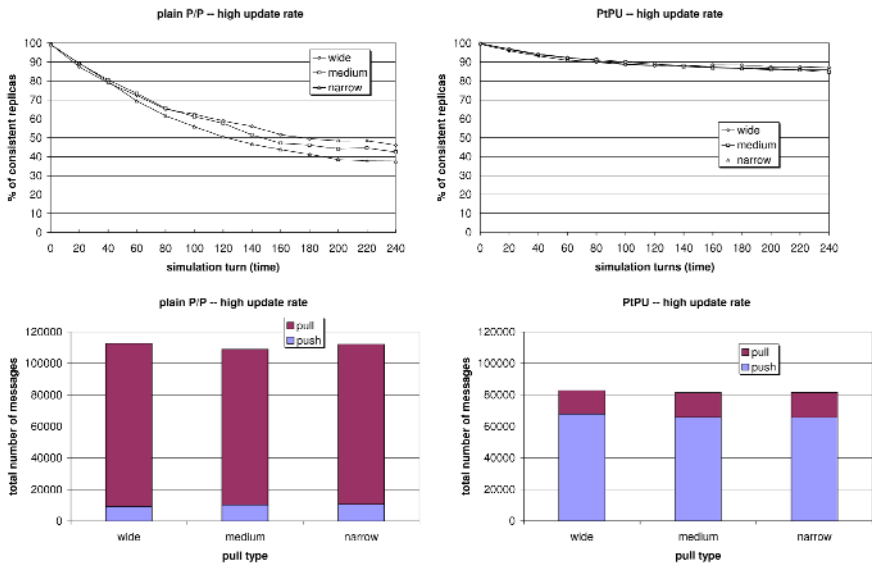 plain P/P -- high update rate
% of consistent replicas
100
90
80
70
60
50
40
30
20
10
0
wide
medium
narrow
0 20 40 60 80 100 120 140 160 180 200 220 240
simulation turn (time)
PtPU -- high update rate
% of consistent replicas
100
90
80
70
60
50
40
30
20
10
0
wide
medium
narrow
0 20 40 60 80 100 120 140 160 180 200 220 240
simulation turns (time)
plain P/P -- high update rate
total number of messages
120000
100000
80000
60000
40000
20000
0
pull
push
wide medium narrow
pull type
PtPU -- high update rate
total number of messages
120000
100000
80000
60000
40000
20000
0
pull
push
wide medium narrow
pull type